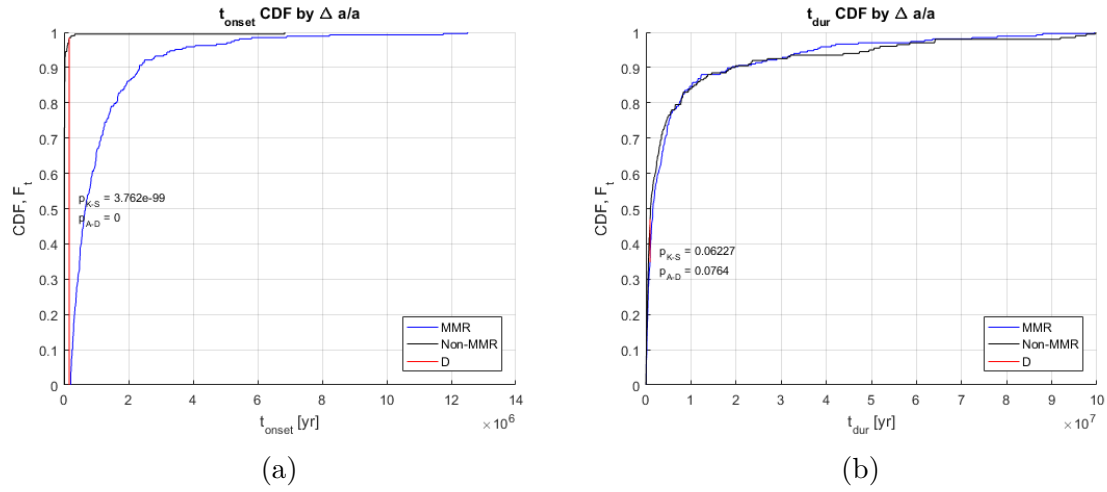 t_onset CDF by Δ a/a
1
0.9
0.8
0.7
0.6
0.5
0.4
0.3
0.2
0.1
0
CDF, F_t
p_K-S = 3.762e-99
p_A-D = 0
MMR
Non-MMR
D
0 2 4 6 8 10 12 14
t_onset [yr]
×10^6
(a)
t_dur CDF by Δ a/a
1
0.9
0.8
0.7
0.6
0.5
0.4
0.3
0.2
0.1
0
CDF, F_t
p_K-S = 0.06227
p_A-D = 0.0764
MMR
Non-MMR
D
0 1 2 3 4 5 6 7 8 9 10
t_dur [yr]
×10^7
(b)